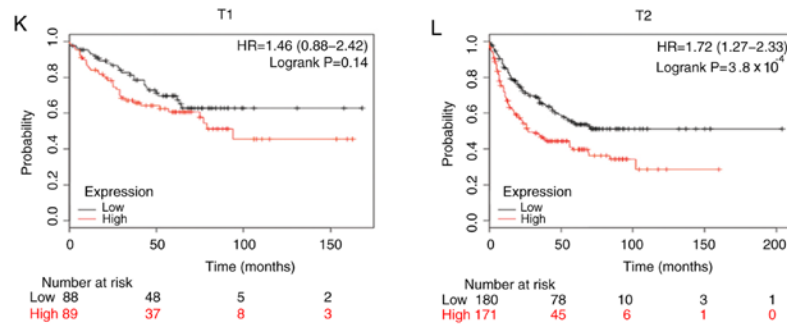 K
T1
HR=1.46 (0.88–2.42)
Logrank P=0.14
Probability
1.0
0.8
0.6
0.4
0.2
0.0
Expression
Low
High
0 50 100 150
Time (months)
Number at risk
Low 88 48 5 2
High 89 37 8 3
L
T2
HR=1.72 (1.27–2.33)
Logrank P=3.8 x 10-4
Probability
1.0
0.8
0.6
0.4
0.2
0.0
Expression
Low
High
0 50 100 150 200
Time (months)
Number at risk
Low 180 78 10 3 1
High 171 45 6 1 0